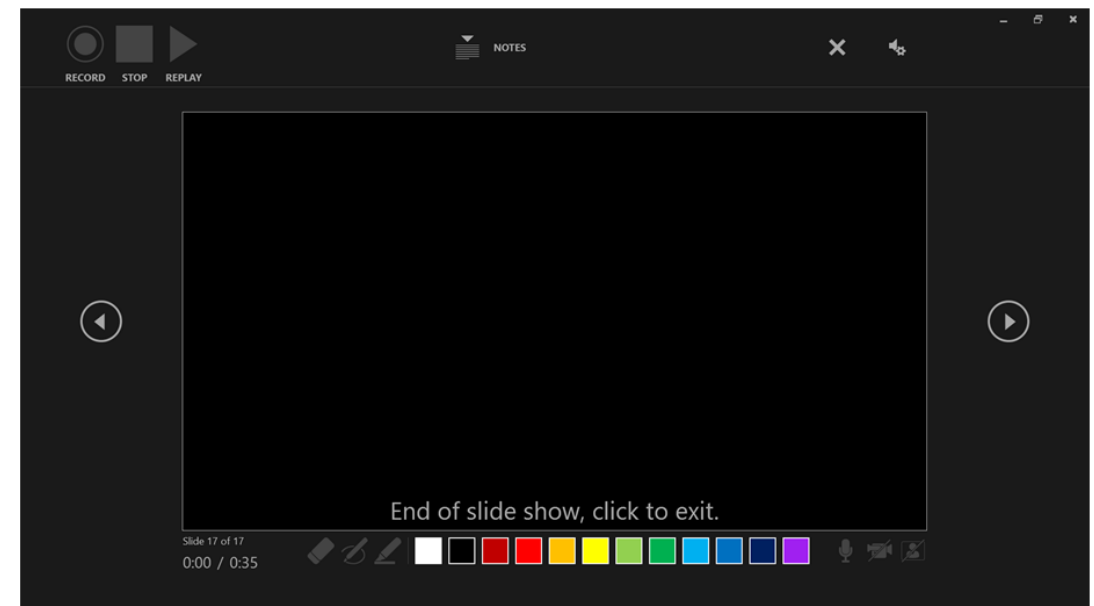 NOTES
RECORD STOP REPLAY
End of slide show, click to exit.
Slide 17 of 17
0:00 / 0:35